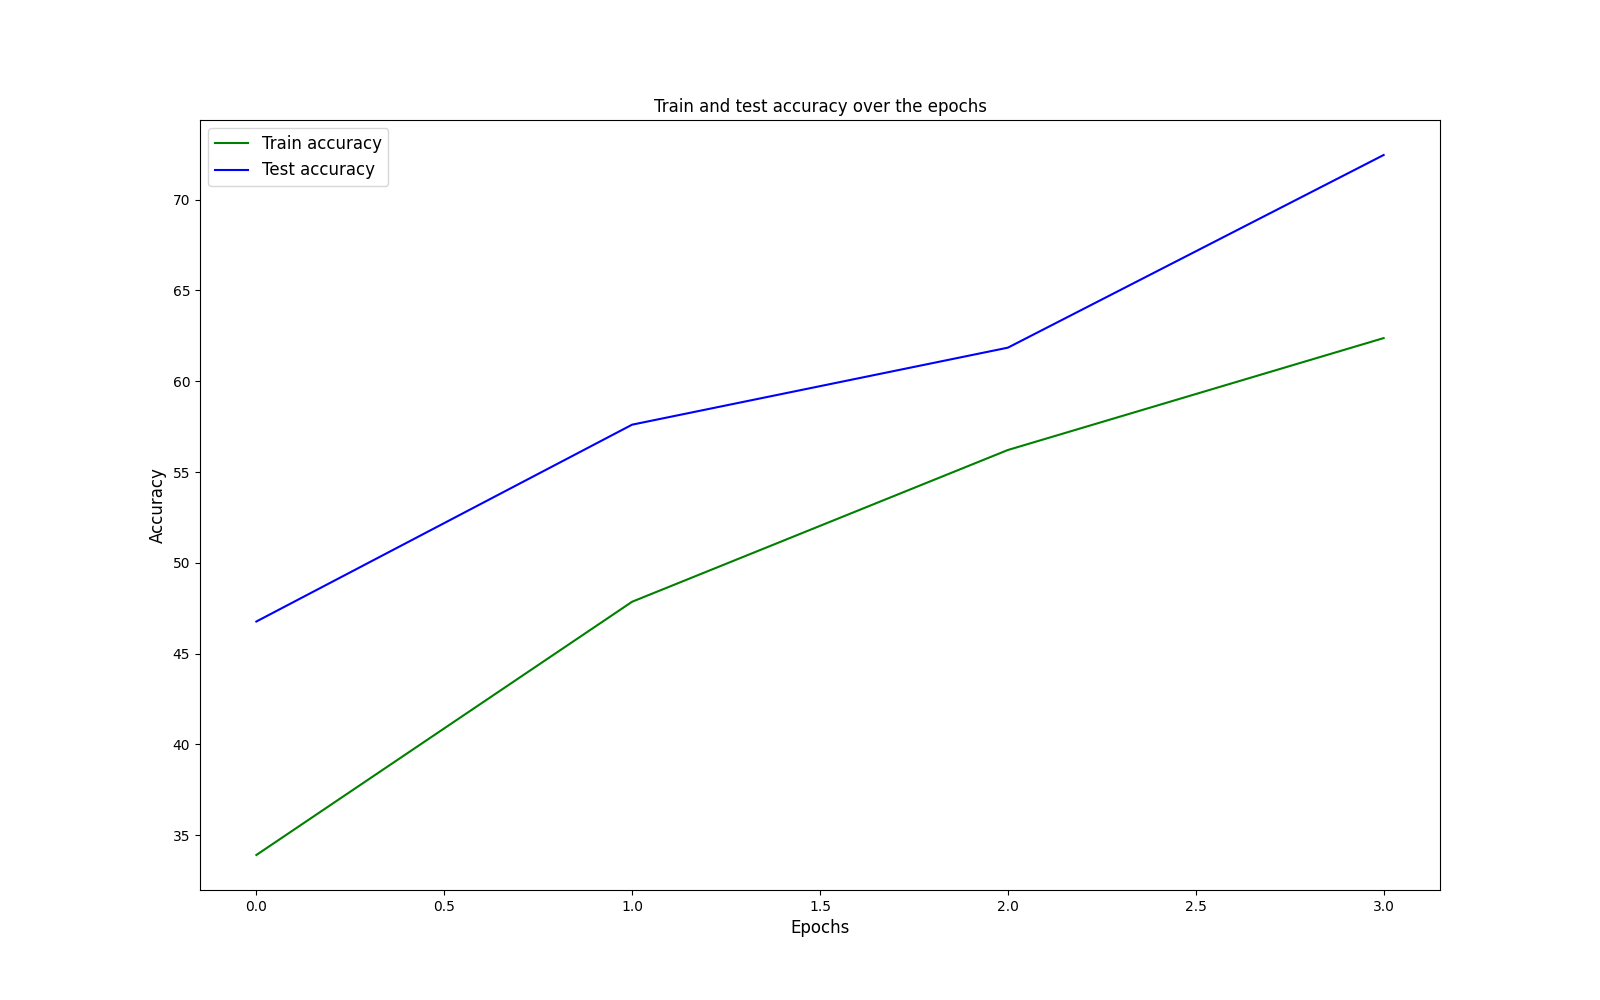 Train and test accuracy over the epochs
Train accuracy
Test accuracy
70
65
60
55
50
45
40
35
Accuracy
0.0 0.5 1.0 1.5 2.0 2.5 3.0
Epochs